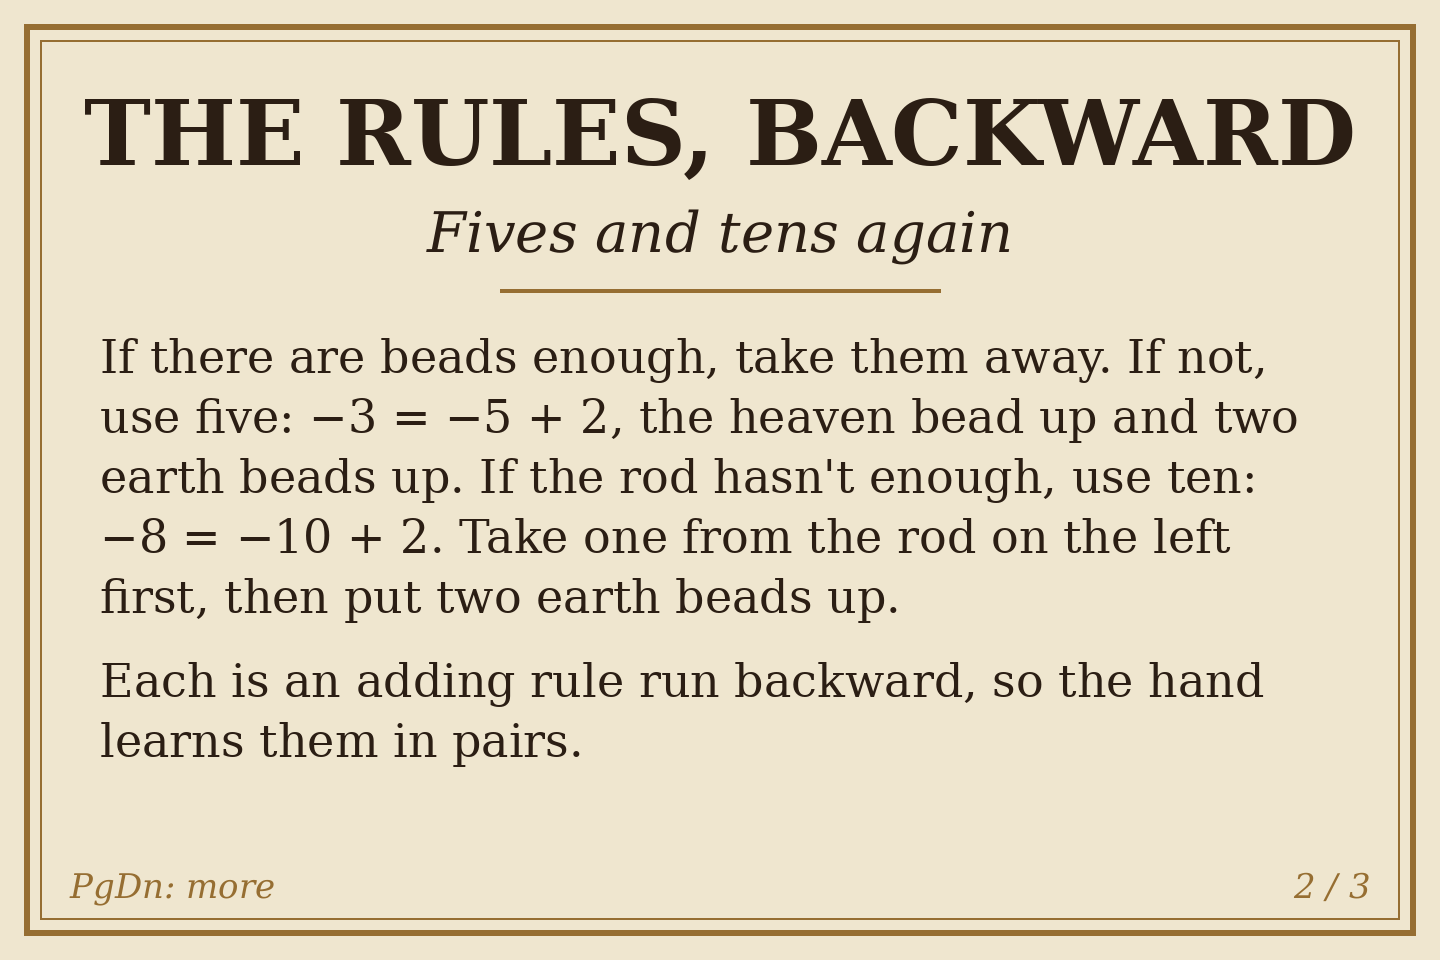 THE RULES, BACKWARD
Fives and tens again
If there are beads enough, take them away. If not,
use five: −3 = −5 + 2, the heaven bead up and two
earth beads up. If the rod hasn't enough, use ten:
−8 = −10 + 2. Take one from the rod on the left
first, then put two earth beads up.
Each is an adding rule run backward, so the hand
learns them in pairs.
PgDn: more
2 / 3